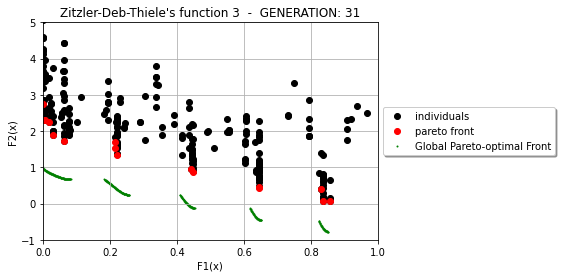 Zitzler-Deb-Thiele's function 3 - GENERATION: 31
5
4
3
2
1
0
−1
F2(x)
0.0 0.2 0.4 0.6 0.8 1.0
F1(x)
individuals
pareto front
Global Pareto-optimal Front